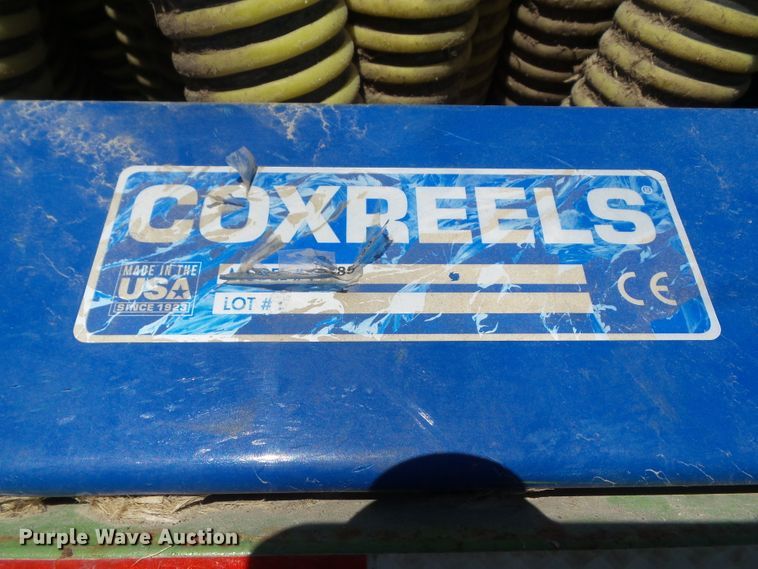 COXREELS®
MADE IN THE
USA
SINCE 1923
LOT # :
CE
Purple Wave Auction